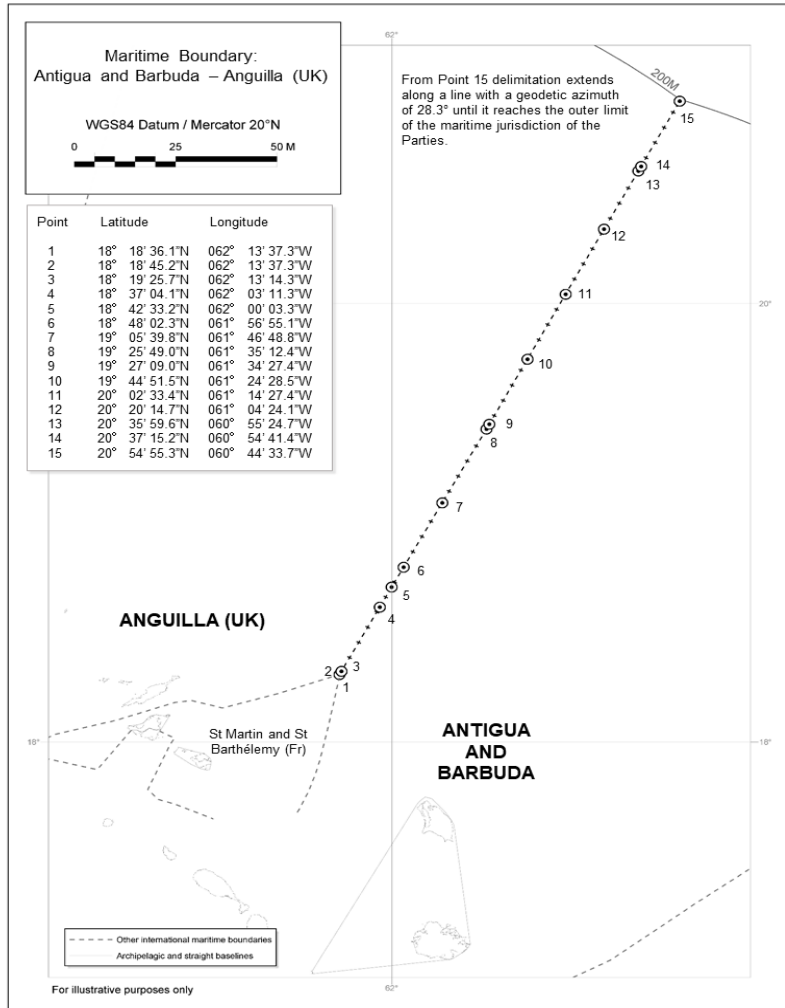 Maritime Boundary:
Antigua and Barbuda – Anguilla (UK)
WGS84 Datum / Mercator 20°N
0 25 50 M
62°
From Point 15 delimitation extends
along a line with a geodetic azimuth
of 28.3° until it reaches the outer limit
of the maritime jurisdiction of the
Parties.
200M
Point Latitude Longitude
1 18° 18' 36.1"N 062° 13' 37.3"W
2 18° 18' 45.2"N 062° 13' 37.3"W
3 18° 19' 25.7"N 062° 13' 14.3"W
4 18° 37' 04.1"N 062° 03' 11.3"W
5 18° 42' 33.2"N 062° 00' 03.3"W
6 18° 48' 02.3"N 061° 56' 55.1"W
7 19° 05' 39.8"N 061° 46' 48.8"W
8 19° 25' 49.0"N 061° 35' 12.4"W
9 19° 27' 09.0"N 061° 34' 27.4"W
10 19° 44' 51.5"N 061° 24' 28.5"W
11 20° 02' 33.4"N 061° 14' 27.4"W
12 20° 20' 14.7"N 061° 04' 24.1"W
13 20° 35' 59.6"N 060° 55' 24.7"W
14 20° 37' 15.2"N 060° 54' 41.4"W
15 20° 54' 55.3"N 060° 44' 33.7"W
15
14
13
12
20°
11
10
9
8
7
6
5
4
ANGUILLA (UK)
2 3
1
St Martin and St
Barthélemy (Fr)
ANTIGUA
AND
BARBUDA
18° 18°
Other international maritime boundaries
Archipelagic and straight baselines
For illustrative purposes only
62°